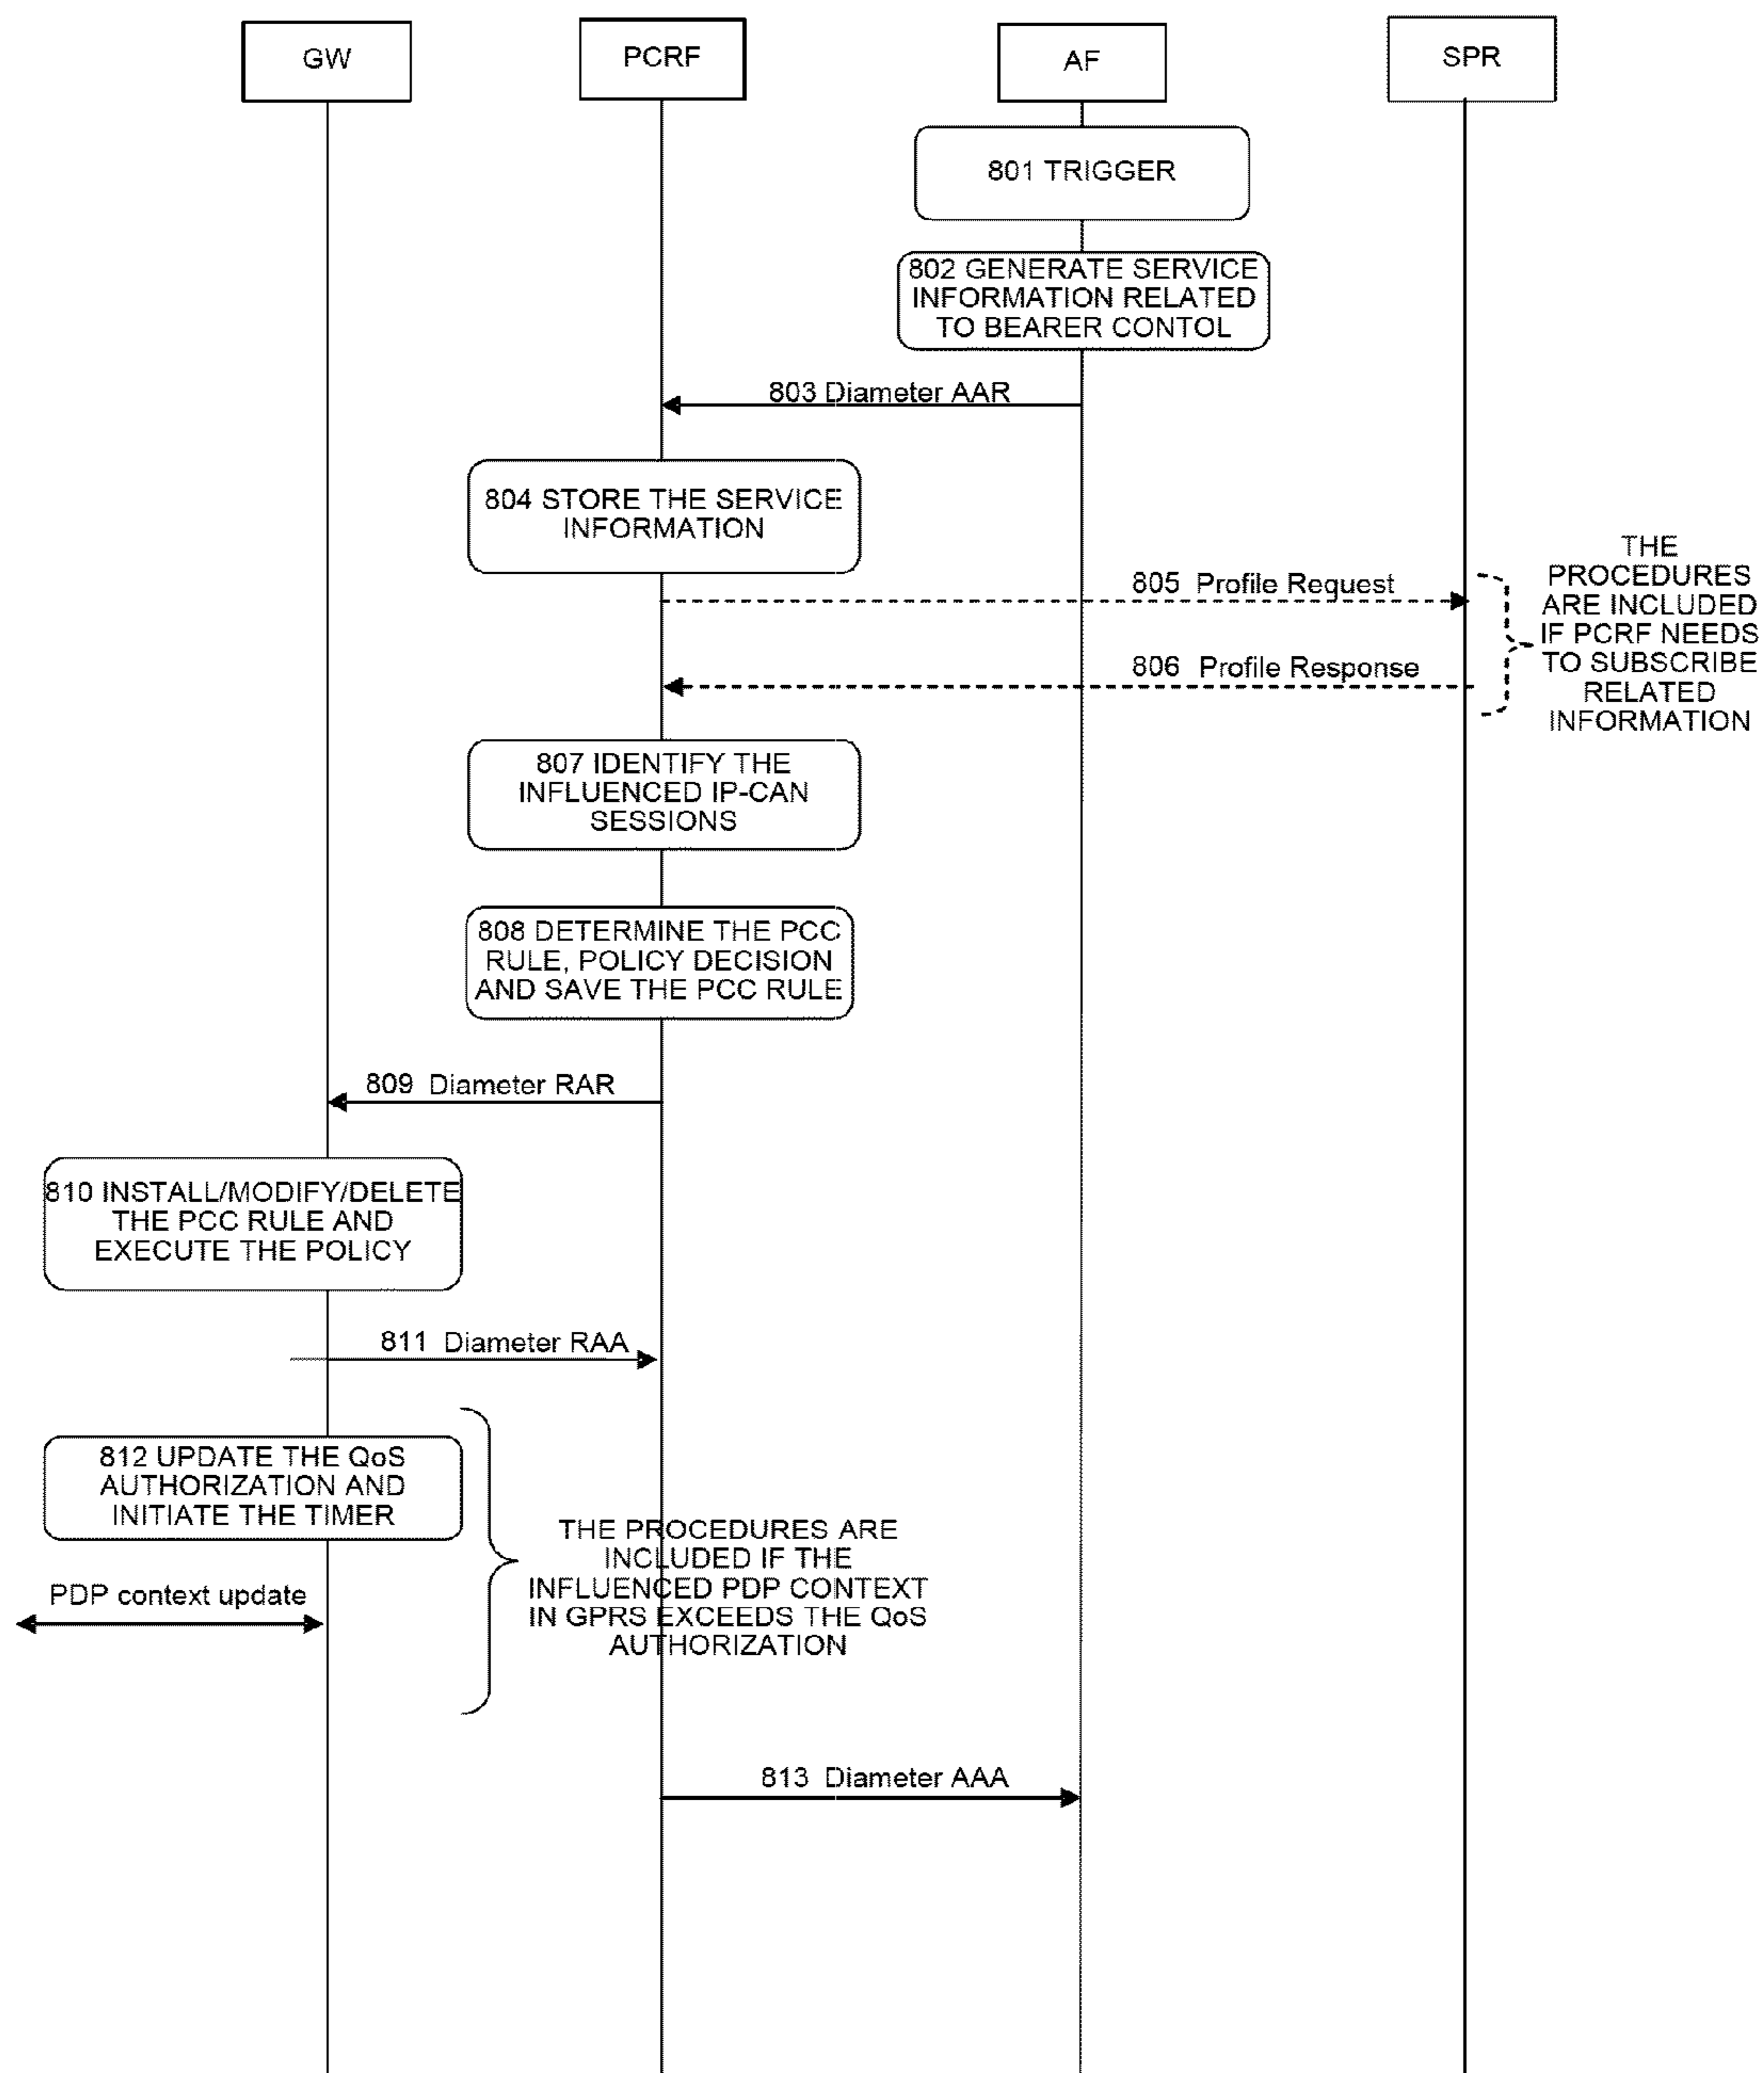 GW
PCRF
AF
SPR
801 TRIGGER
802 GENERATE SERVICE
INFORMATION RELATED
TO BEARER CONTOL
803 Diameter AAR
804 STORE THE SERVICE
INFORMATION
805 Profile Request
806 Profile Response
THE
PROCEDURES
ARE INCLUDED
IF PCRF NEEDS
TO SUBSCRIBE
RELATED
INFORMATION
807 IDENTIFY THE
INFLUENCED IP-CAN
SESSIONS
808 DETERMINE THE PCC
RULE, POLICY DECISION
AND SAVE THE PCC RULE
809 Diameter RAR
810 INSTALL/MODIFY/DELETE
THE PCC RULE AND
EXECUTE THE POLICY
811 Diameter RAA
812 UPDATE THE QoS
AUTHORIZATION AND
INITIATE THE TIMER
PDP context update
THE PROCEDURES ARE
INCLUDED IF THE
INFLUENCED PDP CONTEXT
IN GPRS EXCEEDS THE QoS
AUTHORIZATION
813 Diameter AAA